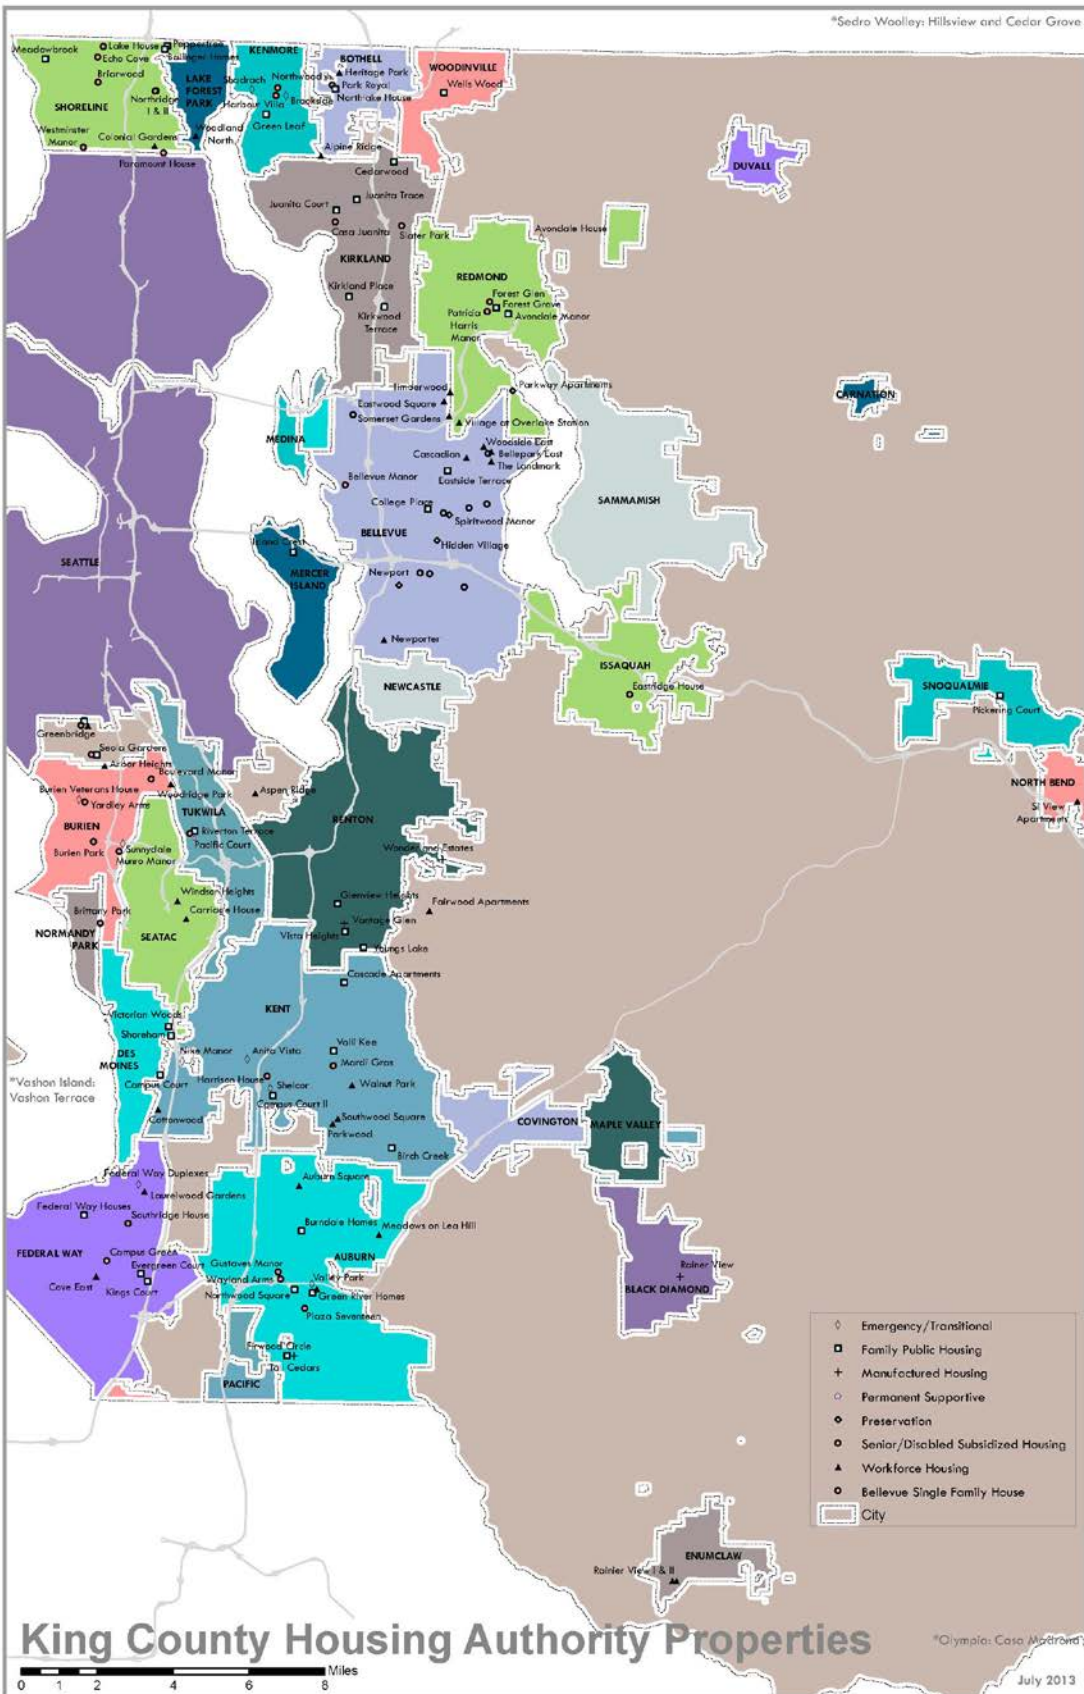 *Sedro Woolley: Hillsview and Cedar Grove
Meadowbrook
Lake House
Peppertree
Ballinger Homes
Echo Cove
Briarwood
SHORELINE
Northridge
I & II
Westminster
Manor
Colonial Gardens
Paramount House
LAKE
FOREST
PARK
Woodland
North
KENMORE
Northwood
Harbour Villa
Brookside
Green Leaf
BOTHELL
Heritage Park
Park Royal
Northlake House
Alpine Ridge
WOODINVILLE
Wells Wood
Cedarwood
DUVALL
Juanita Trace
Juanita Court
Casa Juanita
Slater Park
KIRKLAND
Kirkland Place
Kirkwood
Terrace
Avondale House
REDMOND
Forest Glen
Forest Grove
Patricia
Harris
Manor
Avondale Manor
Timberwood
Eastwood Square
Somerset Gardens
Parkway Apartments
Village at Overlake Station
CARNATION
MEDINA
Woodside East
Cascadian
Bellepark East
The Landmark
Bellevue Manor
Eastside Terrace
College Place
Spiritwood Manor
SAMMAMISH
BELLEVUE
Hidden Village
SEATTLE
Island Crest
MERCER
ISLAND
Newport
Newporter
NEWCASTLE
ISSAQUAH
Eastridge House
SNOQUALMIE
Pickering Court
NORTH BEND
Si View
Apartments
Greenbridge
Seola Gardens
Arbor Heights
Boulevard Manor
Burien Veterans House
Woodridge Park
Yardley Arms
BURIEN
TUKWILA
Aspen Ridge
RENTON
Riverton Terrace
Pacific Court
Burien Park
Sunnydale
Munro Manor
Wonderland Estates
Windsor Heights
Carriage House
Brittany Park
NORMANDY
PARK
SEATAC
Glenview Heights
Fairwood Apartments
Vantage Glen
Vista Heights
Youngs Lake
Cascade Apartments
KENT
Victorian Woods
Shoreham
DES
MOINES
Nike Manor
Anita Vista
Valli Kee
Mardi Gras
Campus Court
Harrison House
Shelcor
Walnut Park
Campus Court II
*Vashon Island:
Vashon Terrace
Cottonwood
Southwood Square
Parkwood
Birch Creek
COVINGTON
MAPLE VALLEY
Federal Way Duplexes
Laurelwood Gardens
Federal Way Houses
Southridge House
Auburn Square
Burndale Homes
Meadows on Lea Hill
FEDERAL WAY
Campus Green
Evergreen Court
Cove East
Kings Court
AUBURN
Gustaves Manor
Wayland Arms
Valley Park
Northwood Square
Green River Homes
Plaza Seventeen
Rainer View
BLACK DIAMOND
Firwood Circle
Tall Cedars
PACIFIC
Emergency/Transitional
Family Public Housing
Manufactured Housing
Permanent Supportive
Preservation
Senior/Disabled Subsidized Housing
Workforce Housing
Bellevue Single Family House
City
ENUMCLAW
Rainier View I & II
King County Housing Authority Properties
*Olympia: Casa Madrona
Miles
0 1 2 4 6 8
July 2013